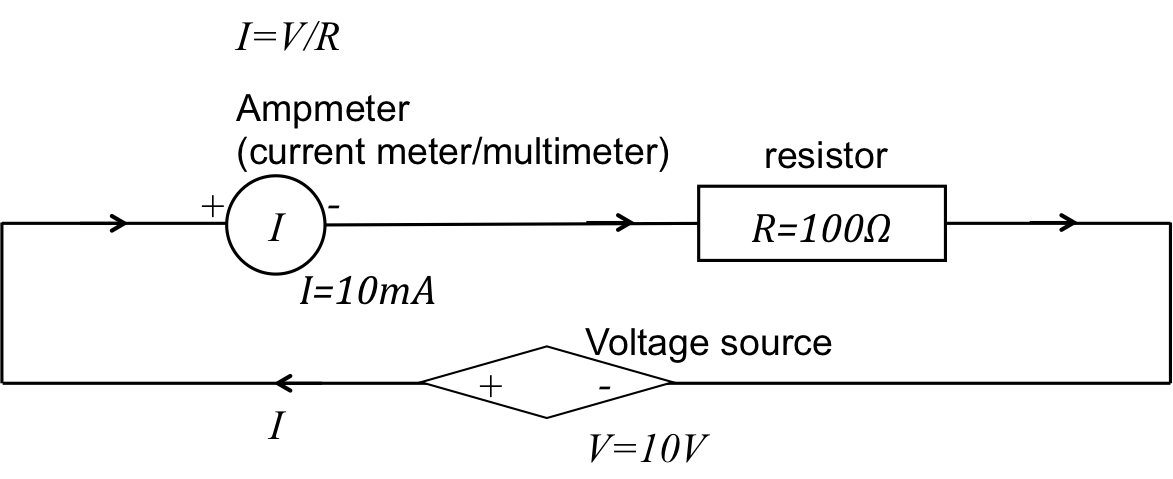 I=V/R
Ampmeter
(current meter/multimeter)
resistor
+ -
I
R=100Ω
I=10mA
Voltage source
+ -
I
V=10V